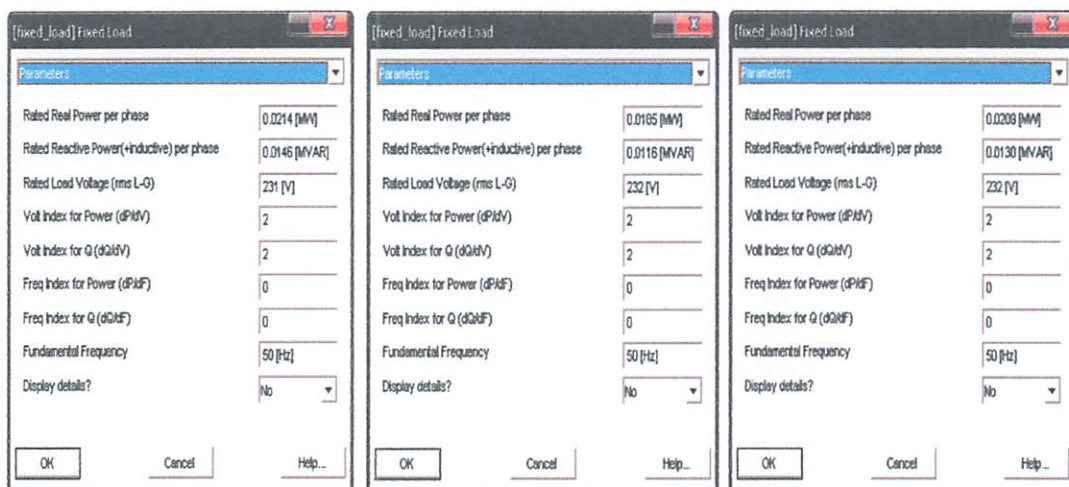 [fixed_load] Fixed Load
Parameters
Rated Real Power per phase 0.0214 [MW]
Rated Reactive Power(+inductive) per phase 0.0146 [MVAR]
Rated Load Voltage (rms L-G) 231 [V]
Volt Index for Power (dP/dV) 2
Volt Index for Q (dQ/dV) 2
Freq Index for Power (dP/dF) 0
Freq Index for Q (dQ/dF) 0
Fundamental Frequency 50 [Hz]
Display details? No
OK Cancel Help...
[fixed_load] Fixed Load
Parameters
Rated Real Power per phase 0.0185 [MW]
Rated Reactive Power(+inductive) per phase 0.0116 [MVAR]
Rated Load Voltage (rms L-G) 232 [V]
Volt Index for Power (dP/dV) 2
Volt Index for Q (dQ/dV) 2
Freq Index for Power (dP/dF) 0
Freq Index for Q (dQ/dF) 0
Fundamental Frequency 50 [Hz]
Display details? No
OK Cancel Help...
[fixed_load] Fixed Load
Parameters
Rated Real Power per phase 0.0209 [MW]
Rated Reactive Power(+inductive) per phase 0.0130 [MVAR]
Rated Load Voltage (rms L-G) 232 [V]
Volt Index for Power (dP/dV) 2
Volt Index for Q (dQ/dV) 2
Freq Index for Power (dP/dF) 0
Freq Index for Q (dQ/dF) 0
Fundamental Frequency 50 [Hz]
Display details? No
OK Cancel Help...